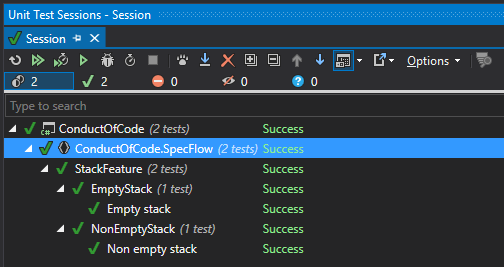 Unit Test Sessions - Session
Session
Options
2 2 0 0 0
Type to search
ConductOfCode (2 tests) Success
ConductOfCode.SpecFlow (2 tests) Success
StackFeature (2 tests) Success
EmptyStack (1 test) Success
Empty stack Success
NonEmptyStack (1 test) Success
Non empty stack Success